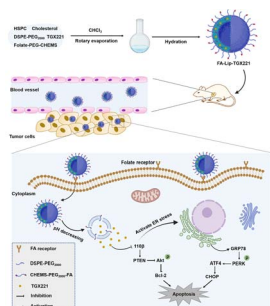 HSPC Cholesterol
DSPE-PEG2000 TGX221
Folate-PEG-CHEMS
CHCl3
Rotary evaporation
Hydration
FA-Lip-TGX221
Blood vessel
Tumor cells
Folate receptor
Cytoplasm
pH decreasing
Activate ER stress
110β
PTEN
Akt
Bcl-2
GRP78
ATF4
PERK
CHOP
Apoptosis
FA receptor
DSPE-PEG2000
CHEMS-PEG2000-FA
TGX221
Inhibition
Activation